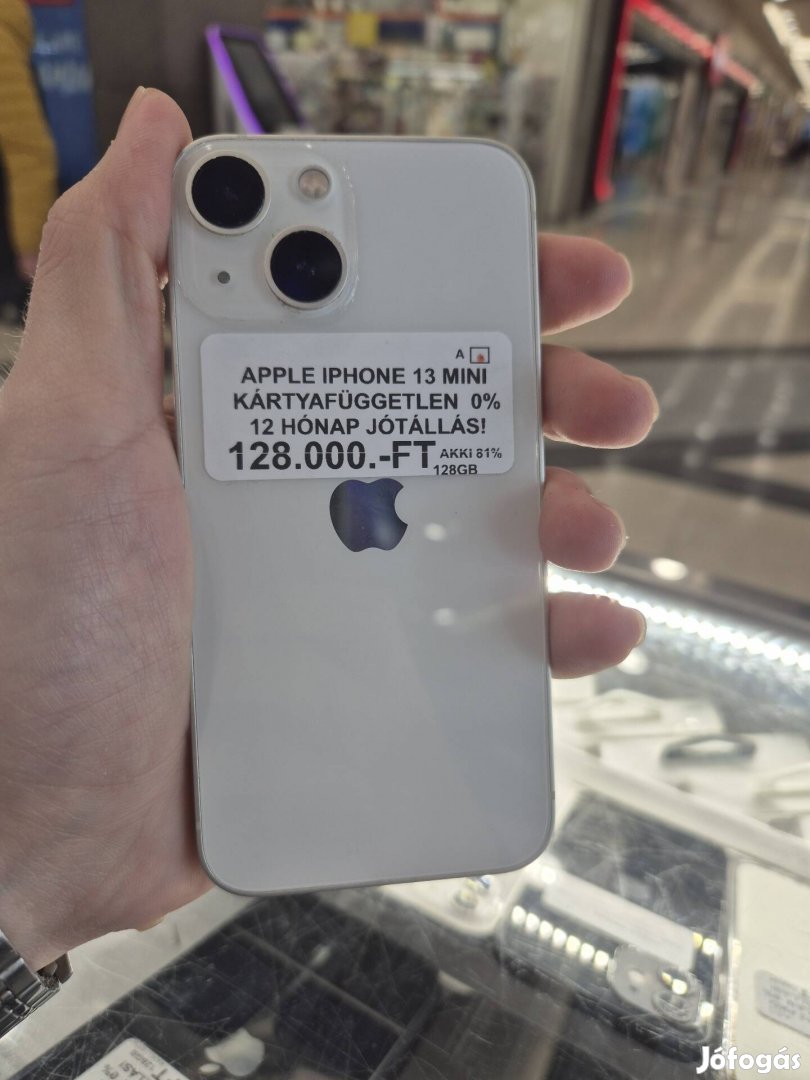 A
APPLE IPHONE 13 MINI
KÁRTYAFÜGGETLEN 0%
12 HÓNAP JÓTÁLLÁS!
128.000.-FT AKKI 81%
128GB
Jófogás